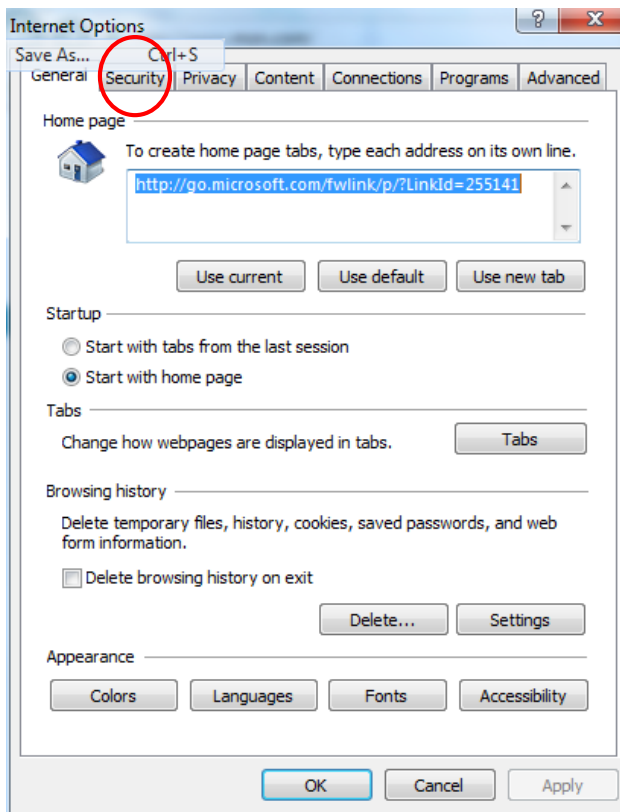 Internet Options
Save As... Ctrl+S
General Security Privacy Content Connections Programs Advanced
Home page
To create home page tabs, type each address on its own line.
http://go.microsoft.com/fwlink/p/?LinkId=255141
Use current Use default Use new tab
Startup
Start with tabs from the last session
Start with home page
Tabs
Change how webpages are displayed in tabs. Tabs
Browsing history
Delete temporary files, history, cookies, saved passwords, and web
form information.
Delete browsing history on exit
Delete... Settings
Appearance
Colors Languages Fonts Accessibility
OK Cancel Apply